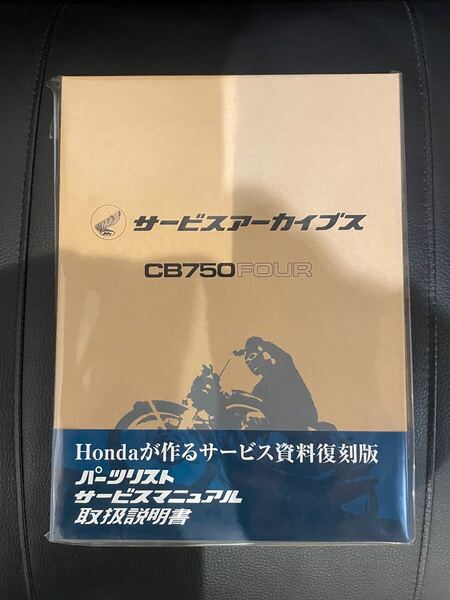 サービスアーカイブス
CB750FOUR
Hondaが作るサービス資料復刻版
パーツリスト
サービスマニュアル
取扱説明書